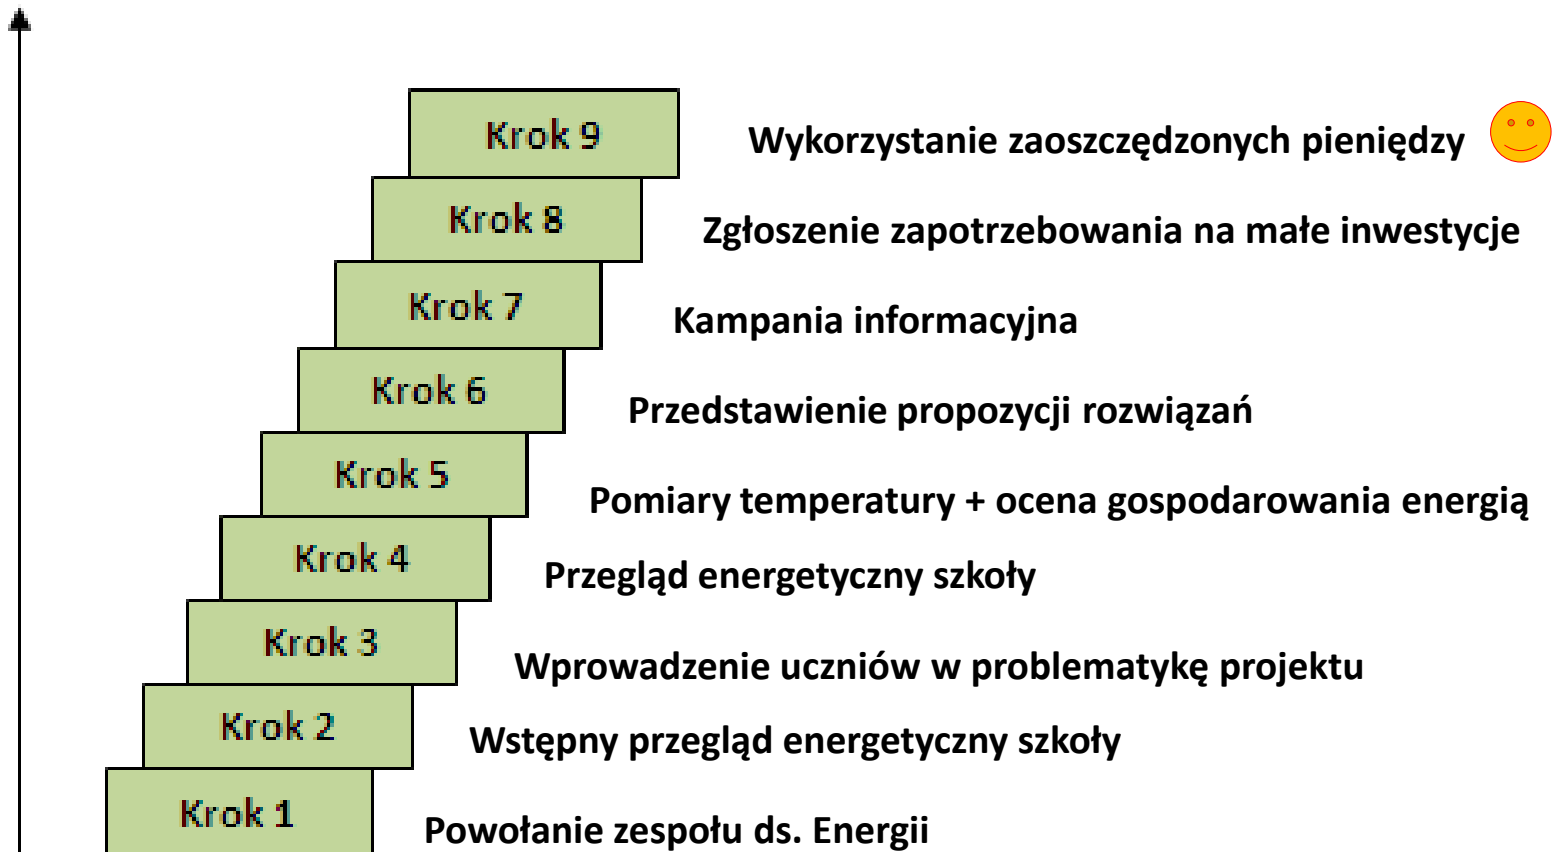 Krok 9 Wykorzystanie zaoszczędzonych pieniędzy
Krok 8 Zgłoszenie zapotrzebowania na małe inwestycje
Krok 7 Kampania informacyjna
Krok 6 Przedstawienie propozycji rozwiązań
Krok 5 Pomiary temperatury + ocena gospodarowania energią
Krok 4 Przegląd energetyczny szkoły
Krok 3 Wprowadzenie uczniów w problematykę projektu
Krok 2 Wstępny przegląd energetyczny szkoły
Krok 1 Powołanie zespołu ds. Energii